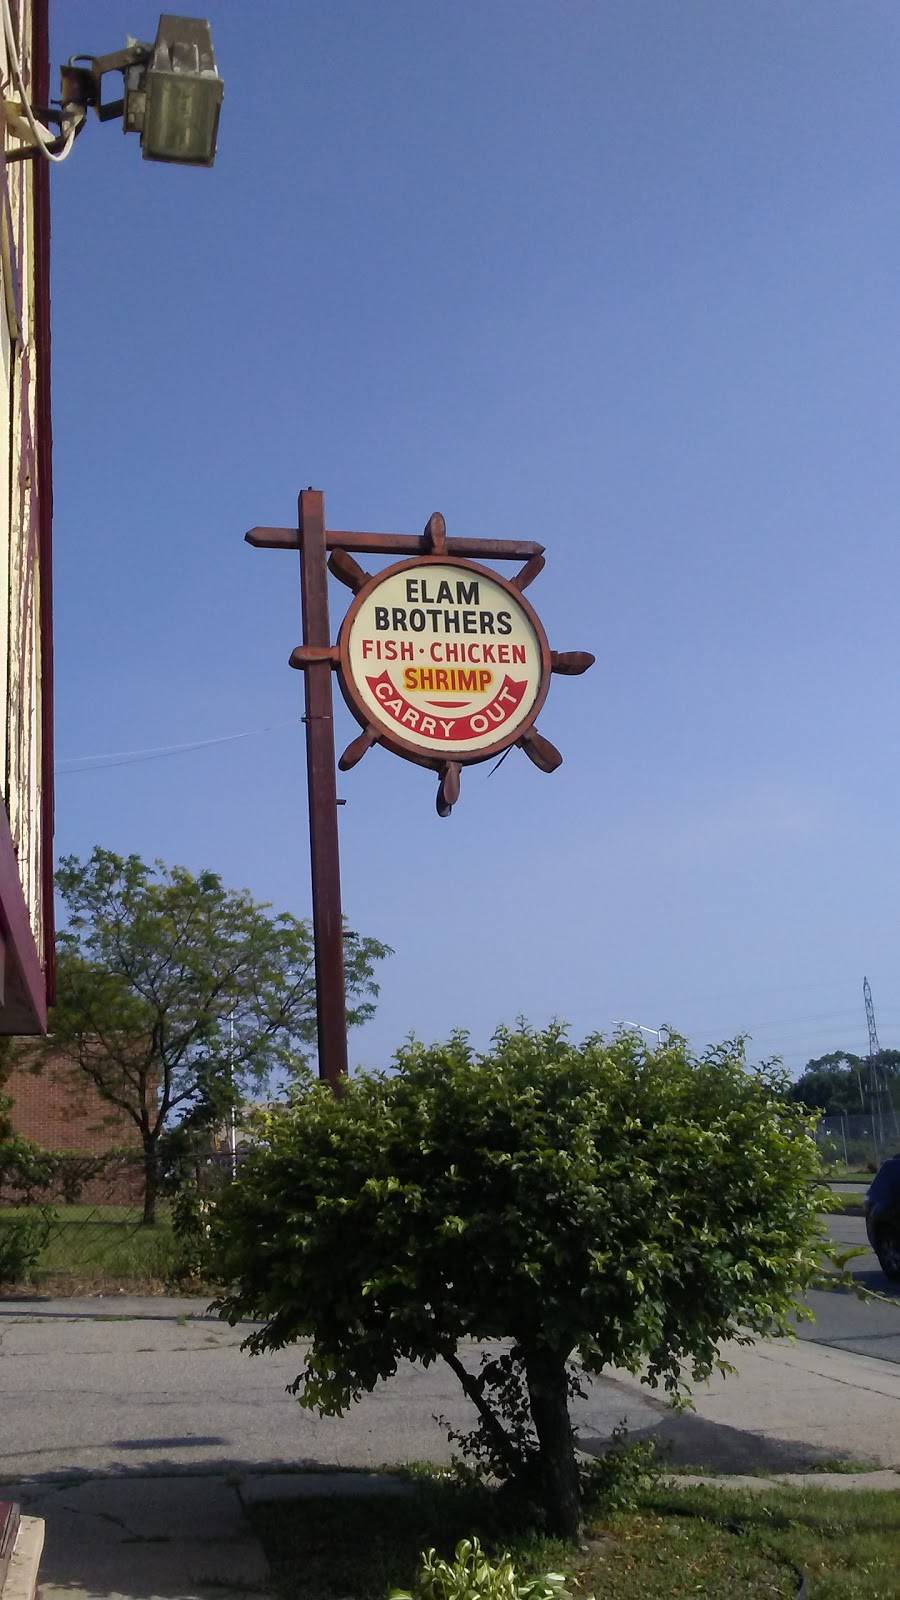 ELAM
BROTHERS
FISH · CHICKEN
SHRIMP
CARRY OUT